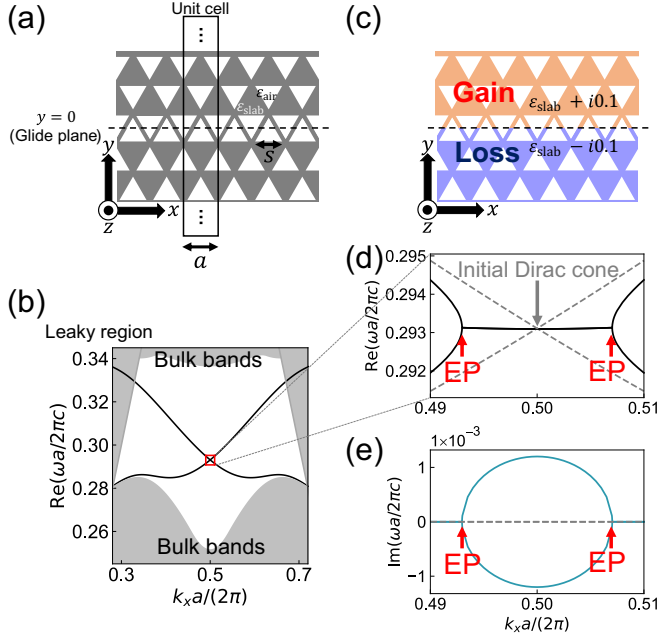 (a)
Unit cell
⋮
ε_air
ε_slab
y = 0
(Glide plane)
s
y
x
z
⋮
a
(b)
Leaky region
Bulk bands
0.34
0.32
0.30
0.28
0.26
Re(ωa/2πc)
Bulk bands
0.3
0.5
0.7
k_x a/(2π)
(c)
Gain
ε_slab + i0.1
Loss
ε_slab − i0.1
y
x
z
(d)
Initial Dirac cone
0.295
0.294
0.293
0.292
Re(ωa/2πc)
EP
EP
0.49
0.50
0.51
(e)
1×10⁻³
1
0
−1
Im(ωa/2πc)
EP
EP
0.49
0.50
0.51
k_x a/(2π)